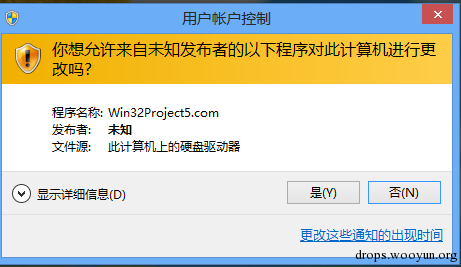 用户帐户控制
你想允许来自未知发布者的以下程序对此计算机进行更
改吗?
程序名称: Win32Project5.com
发布者: 未知
文件源: 此计算机上的硬盘驱动器
显示详细信息(D)
是(Y)
否(N)
更改这些通知的出现时间
drops.wooyun.org